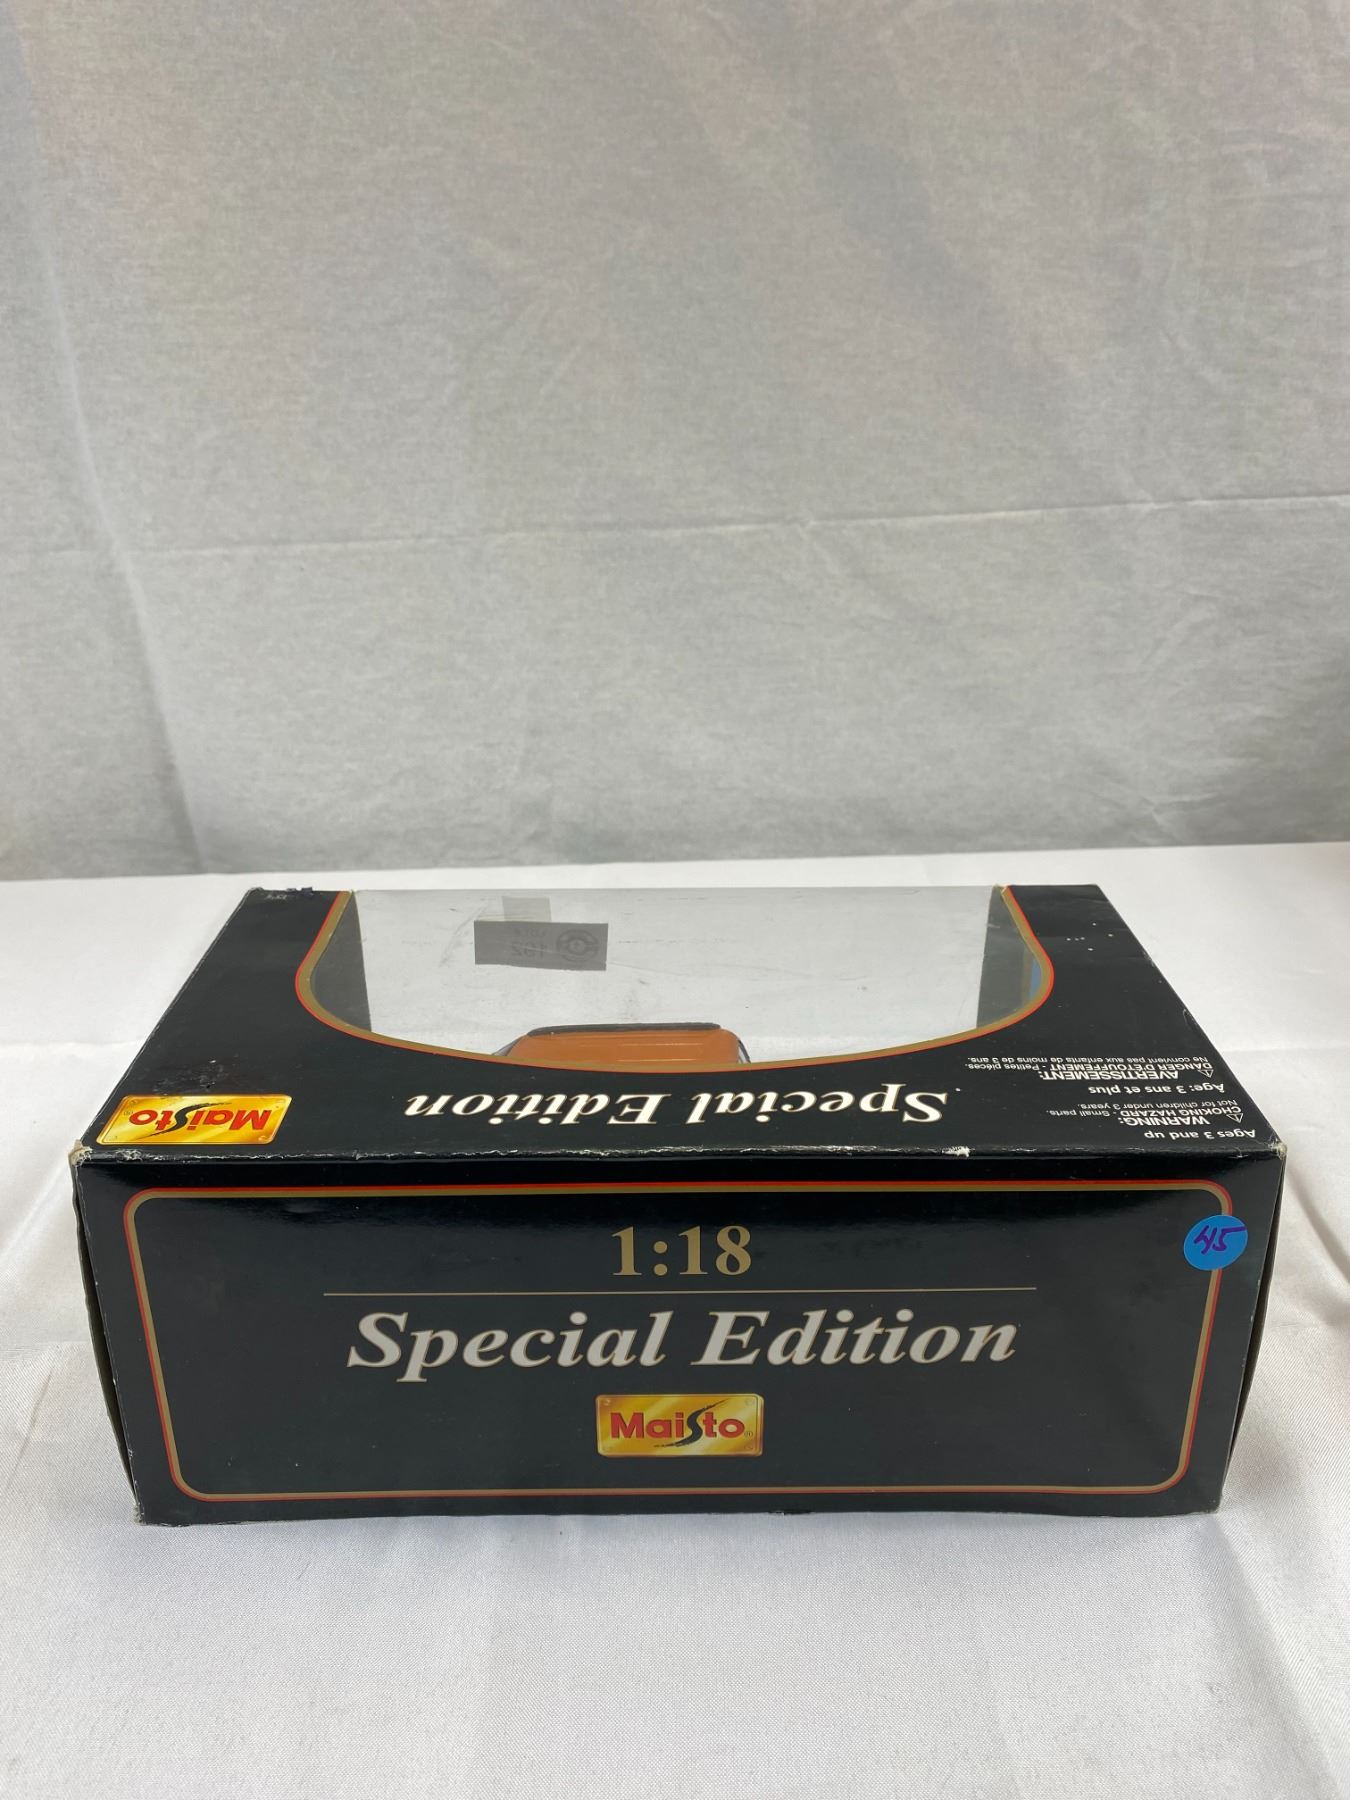 Ages 3 and up
WARNING:
CHOKING HAZARD - Small parts.
Not for children under 3 years.
Age: 3 ans et plus
AVERTISSEMENT:
DANGER D'ÉTOUFFEMENT - Petites pièces.
Ne convient pas aux enfants de moins de 3 ans.
Special Edition
Maisto®
1:18
45
Special Edition
Maisto®